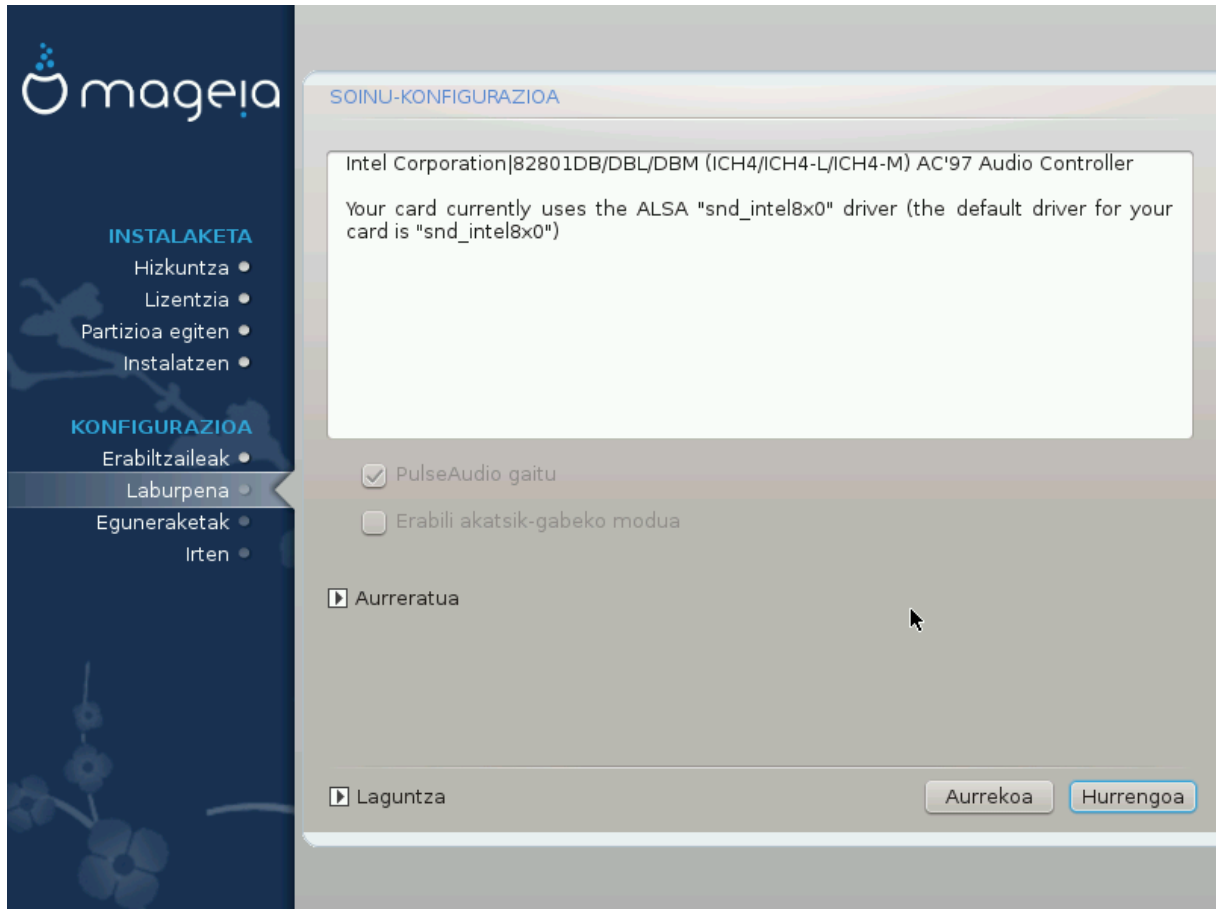 mageia
INSTALAKETA
Hizkuntza
Lizentzia
Partizioa egiten
Instalatzen
KONFIGURAZIOA
Erabiltzaileak
Laburpena
Eguneraketak
Irten
SOINU-KONFIGURAZIOA
Intel Corporation|82801DB/DBL/DBM (ICH4/ICH4-L/ICH4-M) AC'97 Audio Controller
Your card currently uses the ALSA "snd_intel8x0" driver (the default driver for your
card is "snd_intel8x0")
PulseAudio gaitu
Erabili akatsik-gabeko modua
Aurreratua
Laguntza
Aurrekoa
Hurrengoa